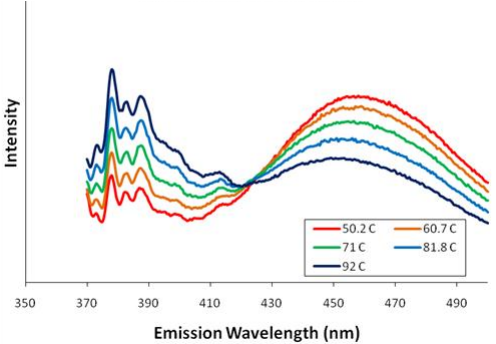 Intensity
50.2 C 60.7 C
71 C 81.8 C
92 C
350 370 390 410 430 450 470 490
Emission Wavelength (nm)